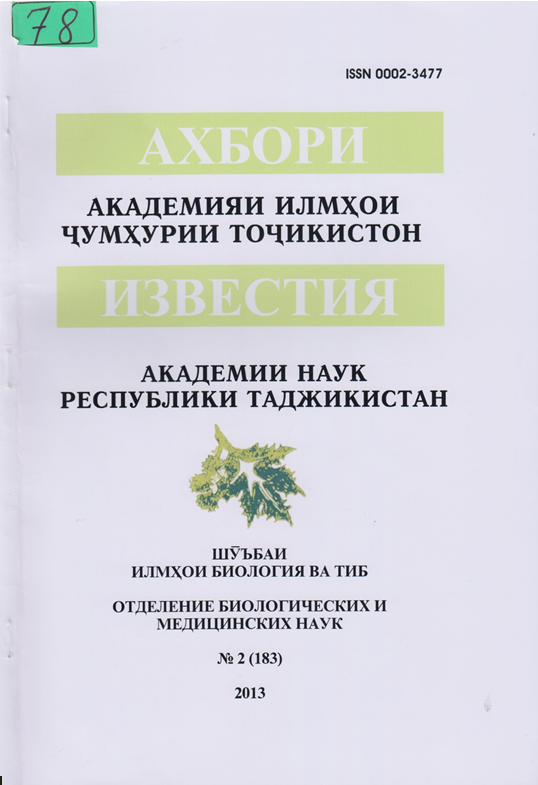 78
ISSN 0002-3477
АХБОРИ
АКАДЕМИЯИ ИЛМҲОИ
ҶУМҲУРИИ ТОҶИКИСТОН
ИЗВЕСТИЯ
АКАДЕМИИ НАУК
РЕСПУБЛИКИ ТАДЖИКИСТАН
ШӮЪБАИ
ИЛМҲОИ БИОЛОГИЯ ВА ТИБ
ОТДЕЛЕНИЕ БИОЛОГИЧЕСКИХ И
МЕДИЦИНСКИХ НАУК
№ 2 (183)
2013